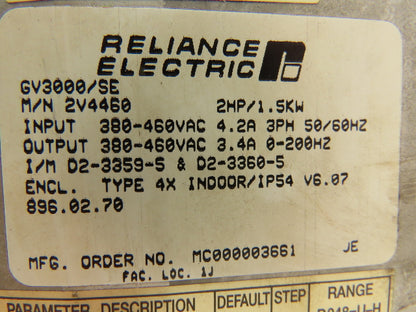 RELIANCE
ELECTRIC
GV3000/SE
M/N 2V4460 2HP/1.5KW
INPUT 380-460VAC 4.2A 3PH 50/60HZ
OUTPUT 380-460VAC 3.4A 0-200HZ
I/M D2-3359-5 & D2-3360-5
ENCL. TYPE 4X INDOOR/IP54 V6.07
896.02.70
MFG. ORDER NO. MC000003661 JE
FAC. LOC. 1J
PARAMETER DESCRIPTION DEFAULT STEP RANGE